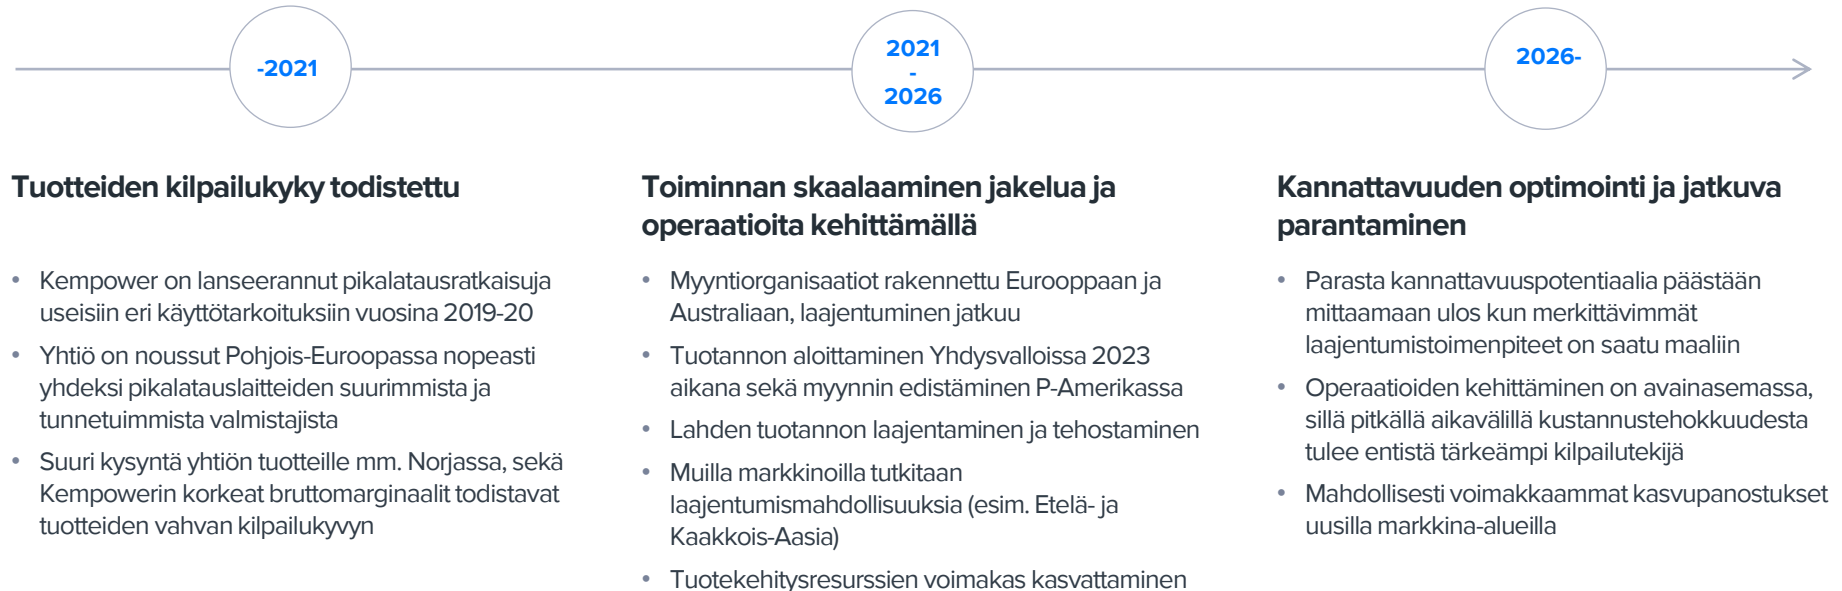 -2021
2021
-
2026
2026-
Tuotteiden kilpailukyky todistettu
• Kempower on lanseerannut pikalatausratkaisuja
useisiin eri käyttötarkoituksiin vuosina 2019-20
• Yhtiö on noussut Pohjois-Euroopassa nopeasti
yhdeksi pikalatauslaitteiden suurimmista ja
tunnetuimmista valmistajista
• Suuri kysyntä yhtiön tuotteille mm. Norjassa, sekä
Kempowerin korkeat bruttomarginaalit todistavat
tuotteiden vahvan kilpailukyvyn
Toiminnan skaalaaminen jakelua ja
operaatioita kehittämällä
• Myyntiorganisaatiot rakennettu Eurooppaan ja
Australiaan, laajentuminen jatkuu
• Tuotannon aloittaminen Yhdysvalloissa 2023
aikana sekä myynnin edistäminen P-Amerikassa
• Lahden tuotannon laajentaminen ja tehostaminen
• Muilla markkinoilla tutkitaan
laajentumismahdollisuuksia (esim. Etelä- ja
Kaakkois-Aasia)
• Tuotekehitysresurssien voimakas kasvattaminen
Kannattavuuden optimointi ja jatkuva
parantaminen
• Parasta kannattavuuspotentiaalia päästään
mittaamaan ulos kun merkittävimmät
laajentumistoimenpiteet on saatu maaliin
• Operaatioiden kehittäminen on avainasemassa,
sillä pitkällä aikavälillä kustannustehokkuudesta
tulee entistä tärkeämpi kilpailutekijä
• Mahdollisesti voimakkaammat kasvupanostukset
uusilla markkina-alueilla